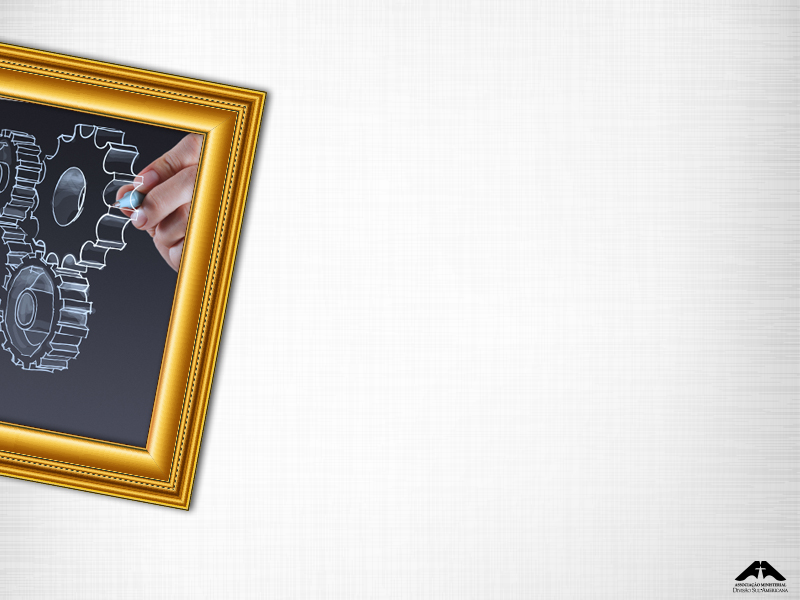 ASSOCIAÇÃO MINISTERIAL
DIVISÃO SUL-AMERICANA